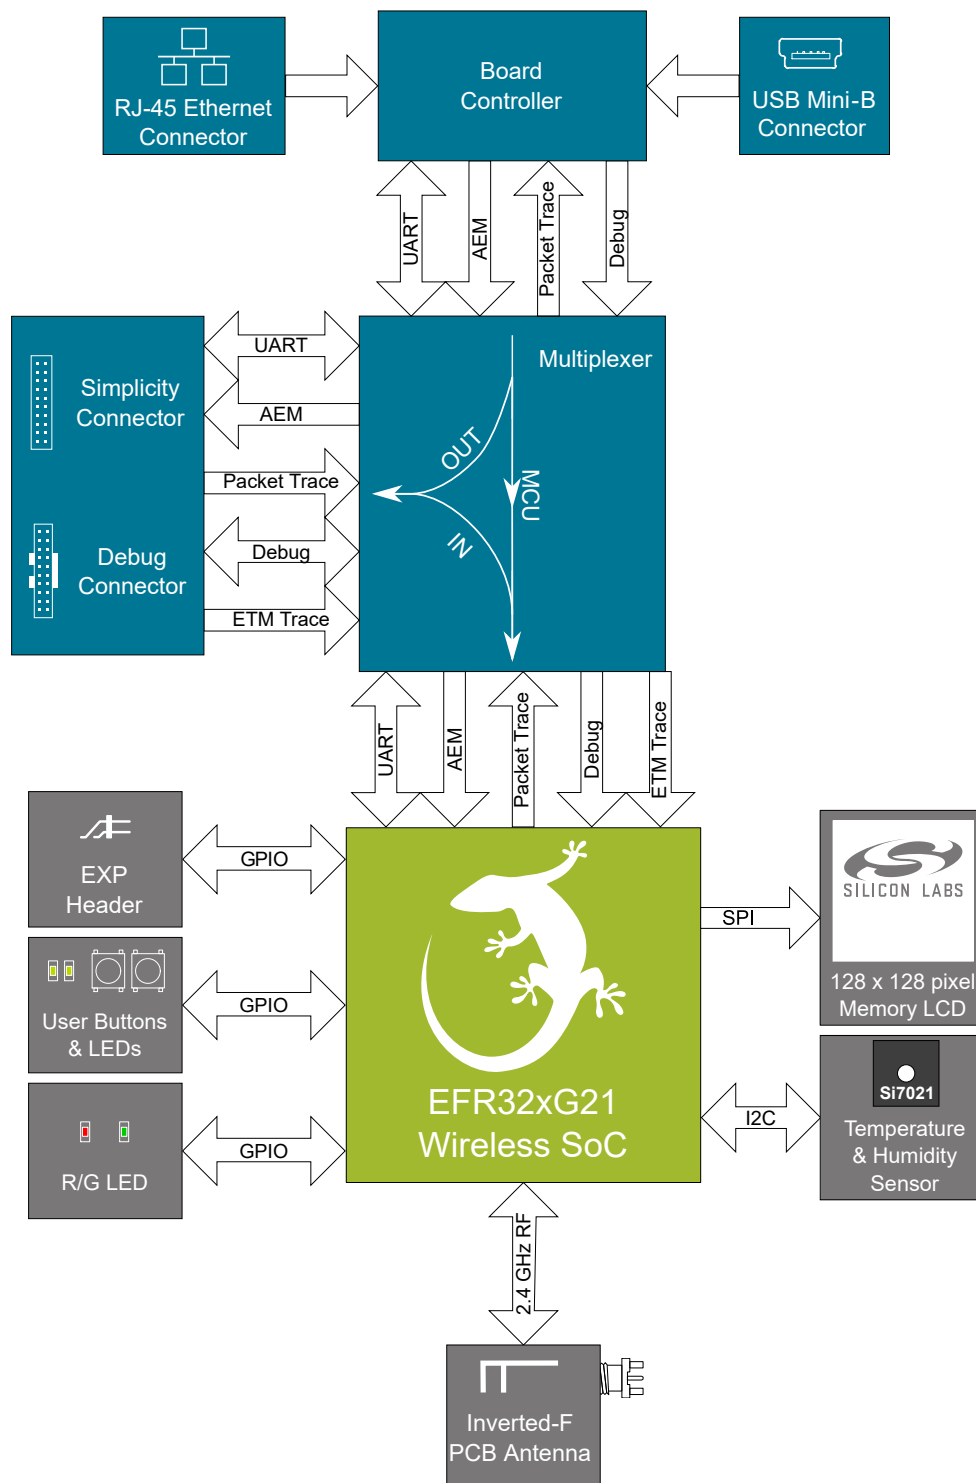 RJ-45 Ethernet
Connector
Board
Controller
USB Mini-B
Connector
UART
AEM
Packet Trace
Debug
Simplicity
Connector
Debug
Connector
UART
AEM
Packet Trace
Debug
ETM Trace
Multiplexer
OUT
MCU
IN
UART
AEM
Packet Trace
Debug
ETM Trace
EXP
Header
GPIO
User Buttons
& LEDs
GPIO
R/G LED
GPIO
EFR32xG21
Wireless SoC
SPI
SILICON LABS
128 x 128 pixel
Memory LCD
I2C
Si7021
Temperature
& Humidity
Sensor
2.4 GHz RF
Inverted-F
PCB Antenna